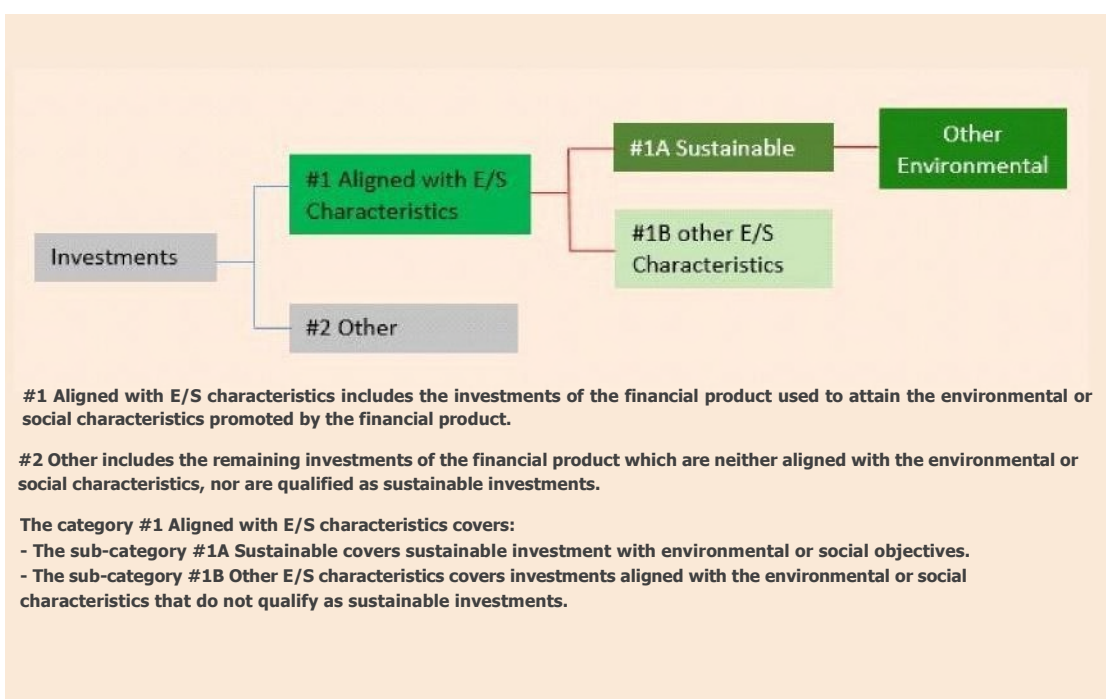 Other
Environmental
#1A Sustainable
#1 Aligned with E/S
Characteristics
#1B other E/S
Characteristics
Investments
#2 Other
#1 Aligned with E/S characteristics includes the investments of the financial product used to attain the environmental or
social characteristics promoted by the financial product.
#2 Other includes the remaining investments of the financial product which are neither aligned with the environmental or
social characteristics, nor are qualified as sustainable investments.
The category #1 Aligned with E/S characteristics covers:
- The sub-category #1A Sustainable covers sustainable investment with environmental or social objectives.
- The sub-category #1B Other E/S characteristics covers investments aligned with the environmental or social
characteristics that do not qualify as sustainable investments.